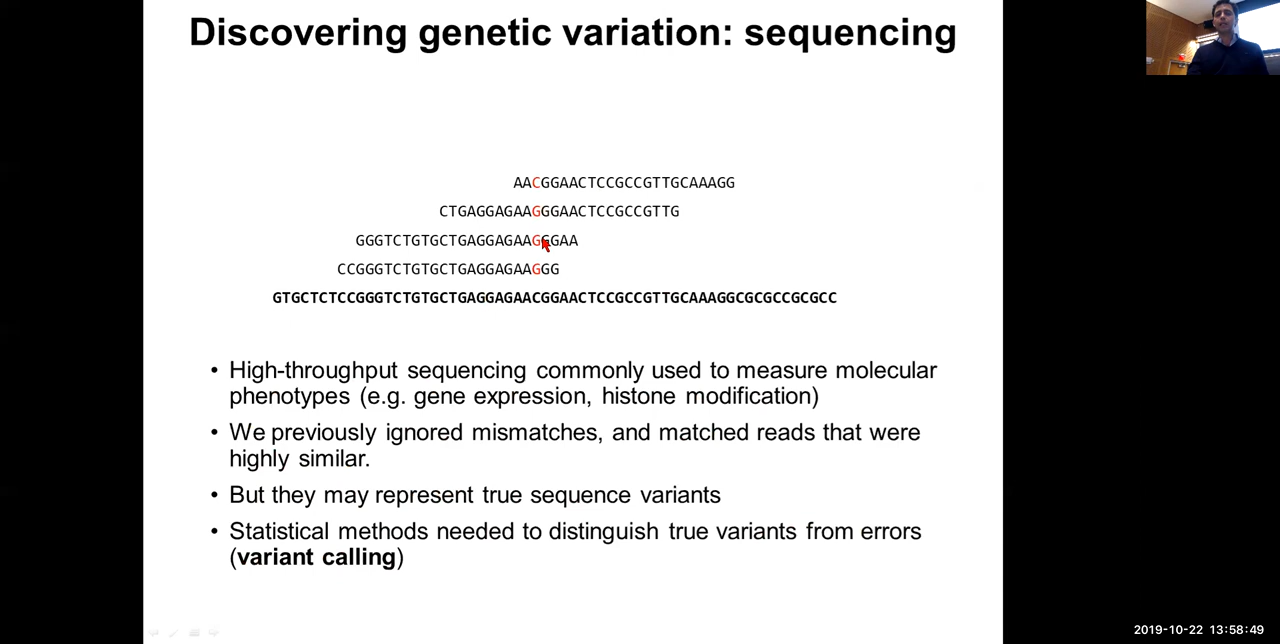 Discovering genetic variation: sequencing
AACGGAACTCCGCCGTTGCAAAGG
CTGAGGAGAAGGGAACTCCGCCGTTG
GGGTCTGTGCTGAGGAGAAGGGAA
CCGGGTCTGTGCTGAGGAGAAGGG
GTGCTCTCCGGGTCTGTGCTGAGGAGAACGGAACTCCGCCGTTGCAAAGGCGCGCCGCGCC
• High-throughput sequencing commonly used to measure molecular
phenotypes (e.g. gene expression, histone modification)
• We previously ignored mismatches, and matched reads that were
highly similar.
• But they may represent true sequence variants
• Statistical methods needed to distinguish true variants from errors
(variant calling)
2019-10-22 13:58:49